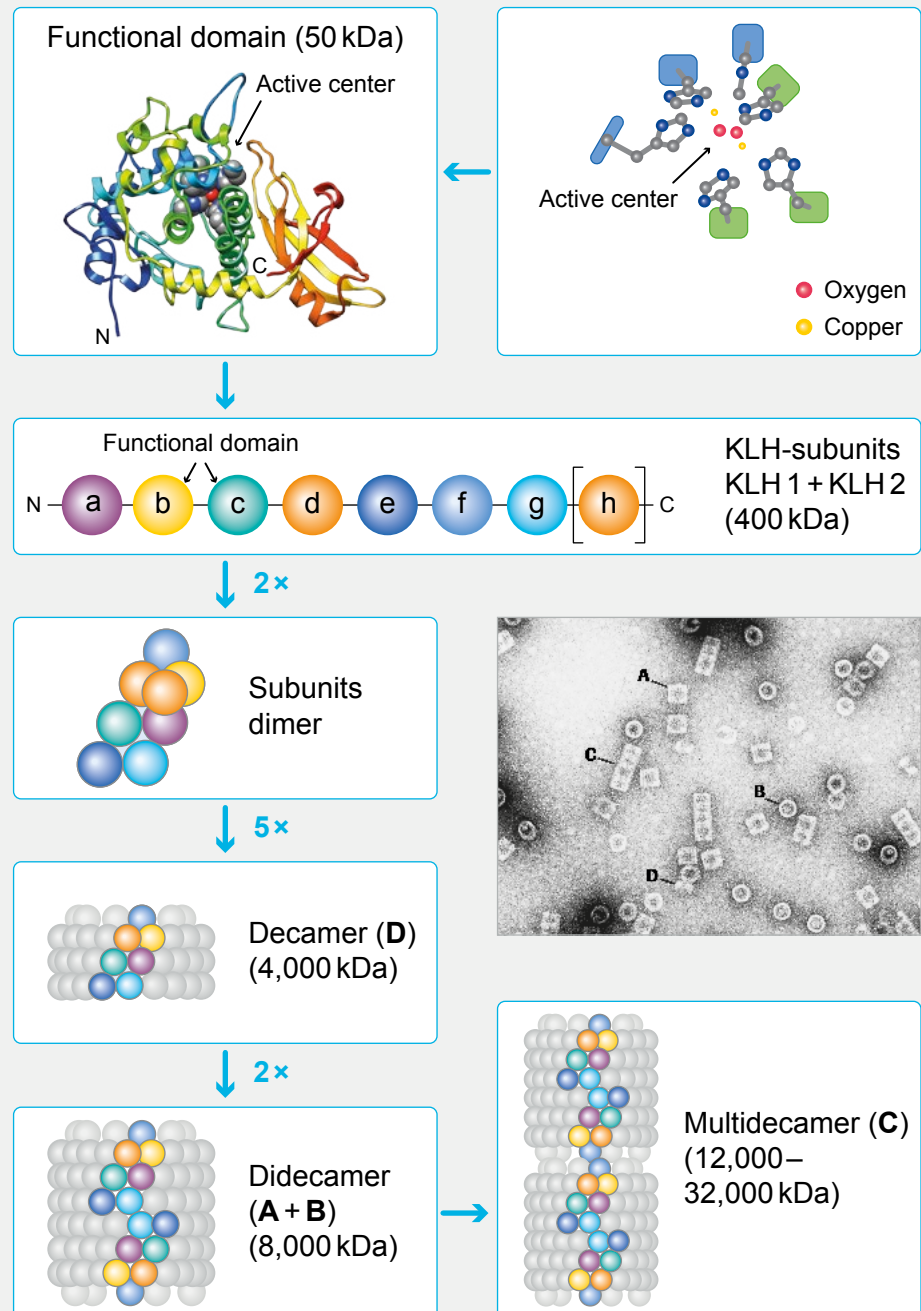 Functional domain (50 kDa)
Active center
C
N
Active center
Oxygen
Copper
Functional domain
N
a
b
c
d
e
f
g
h
C
KLH-subunits
KLH 1 + KLH 2
(400 kDa)
2×
Subunits
dimer
5×
A
C
B
D
Decamer (D)
(4,000 kDa)
2×
Didecamer
(A + B)
(8,000 kDa)
Multidecamer (C)
(12,000–
32,000 kDa)